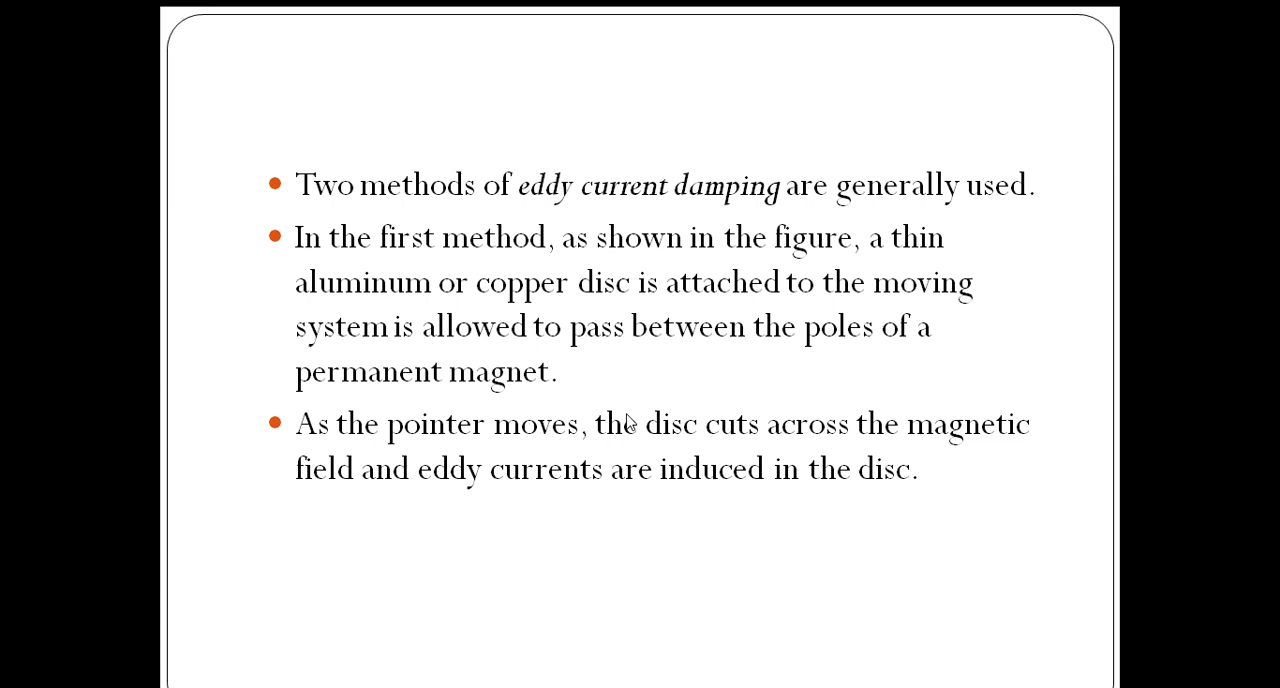 Two methods of eddy current damping are generally used.
In the first method, as shown in the figure, a thin
aluminum or copper disc is attached to the moving
system is allowed to pass between the poles of a
permanent magnet.
As the pointer moves, the disc cuts across the magnetic
field and eddy currents are induced in the disc.